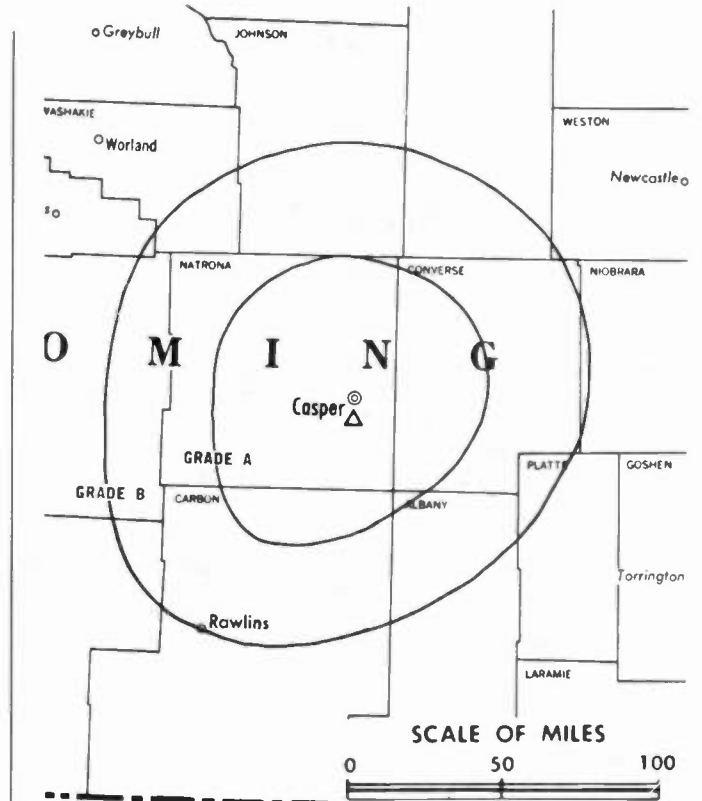 Greybull
JOHNSON
WASHAKIE
WESTON
Worland
Newcastle
NATRONA
CONVERSE
NIOBRARA
O M I N G
Casper
GRADE A
PLATTE
GOSHEN
GRADE B
CARBON
ALBANY
Torrington
Rawlins
LARAMIE
SCALE OF MILES
0 50 100